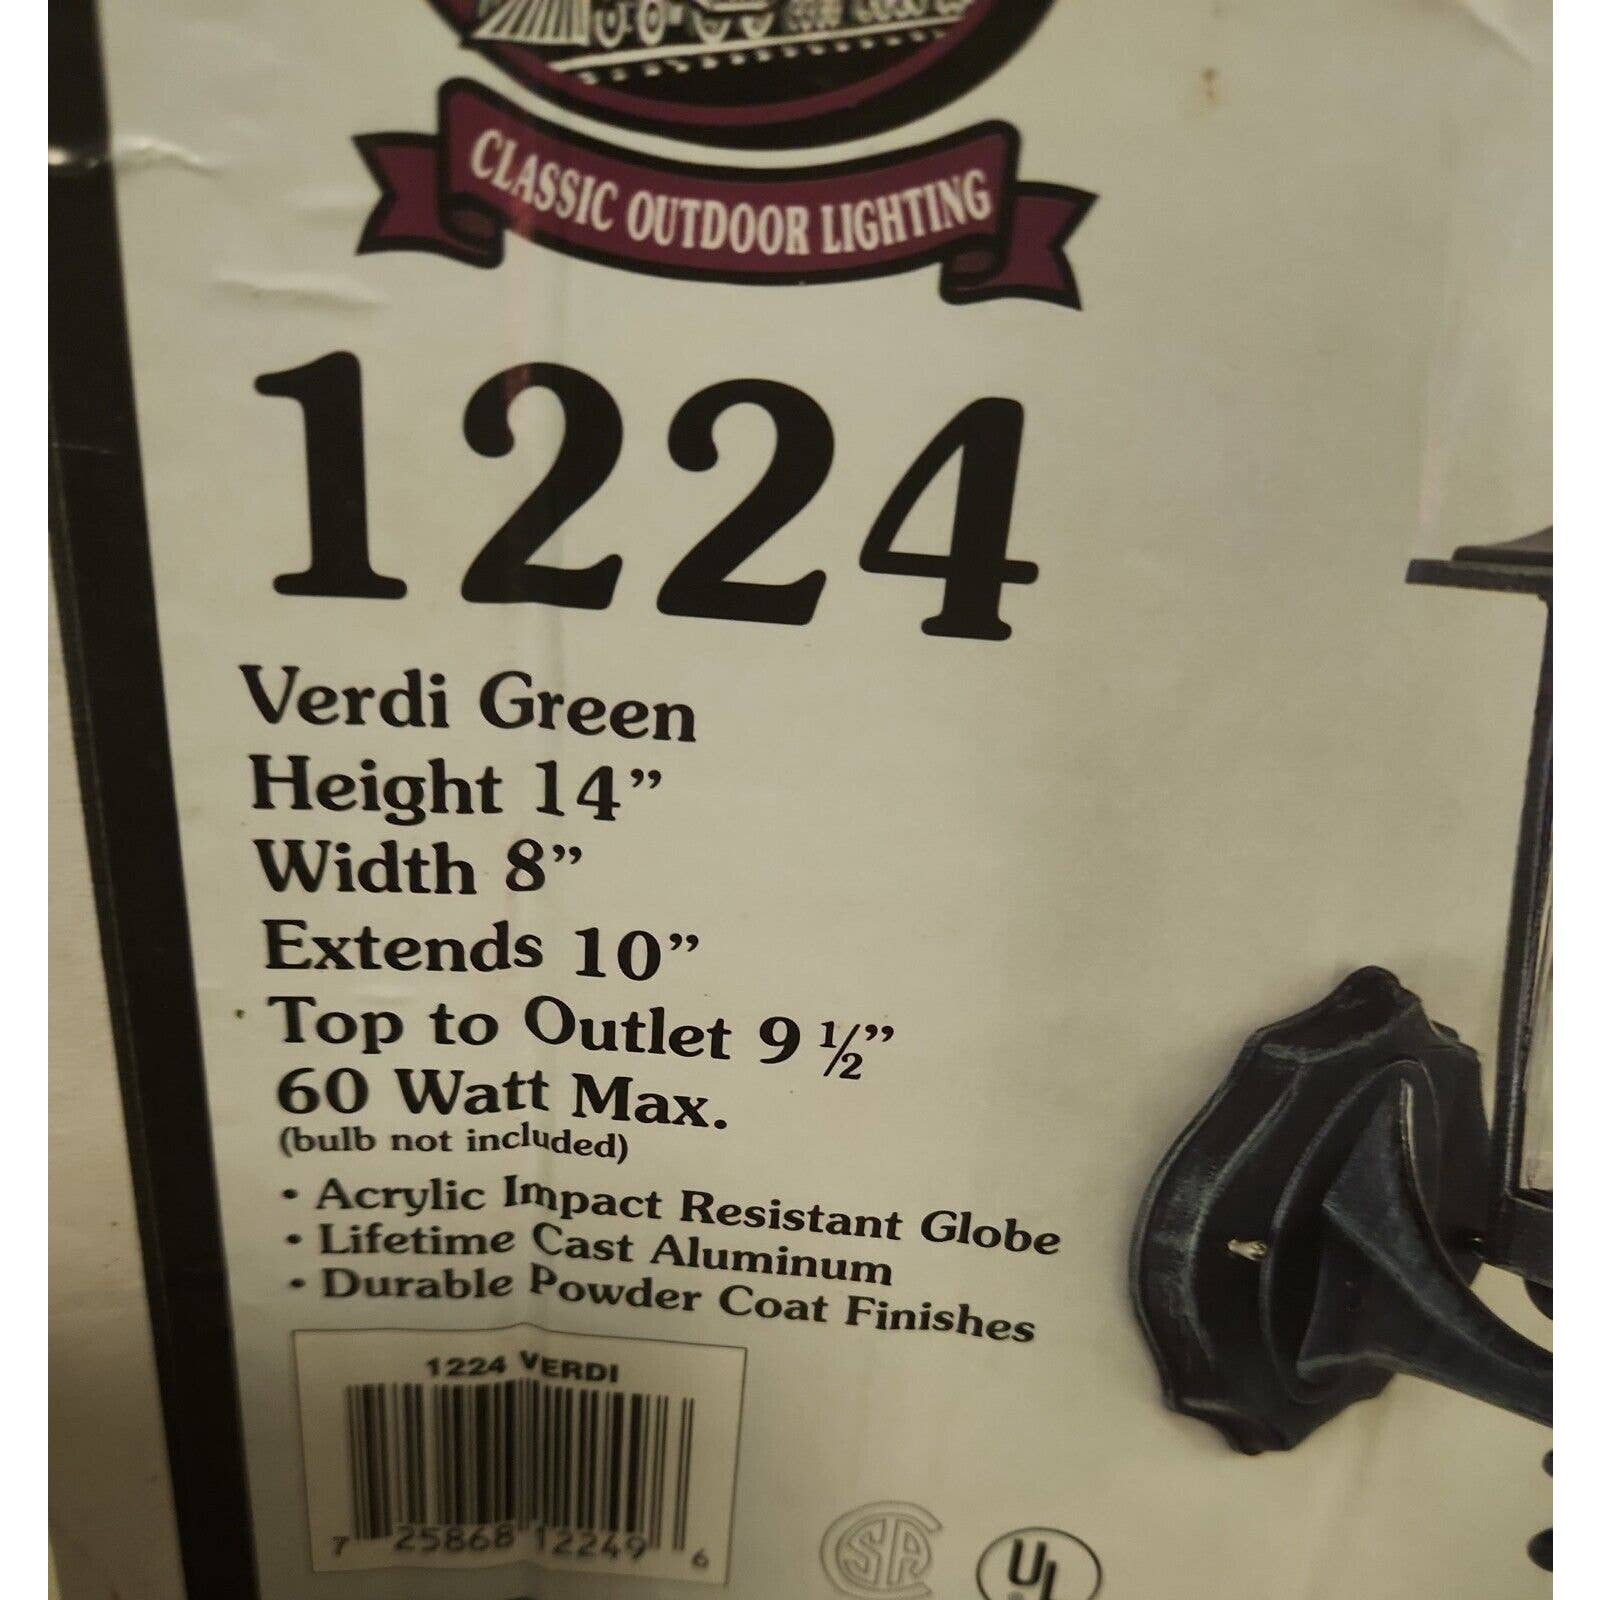 CLASSIC OUTDOOR LIGHTING
1224
Verdi Green
Height 14”
Width 8”
Extends 10”
Top to Outlet 9 ½”
60 Watt Max.
(bulb not included)
• Acrylic Impact Resistant Globe
• Lifetime Cast Aluminum
• Durable Powder Coat Finishes
1224 VERDI
7 25868 12249 6
SA
UL